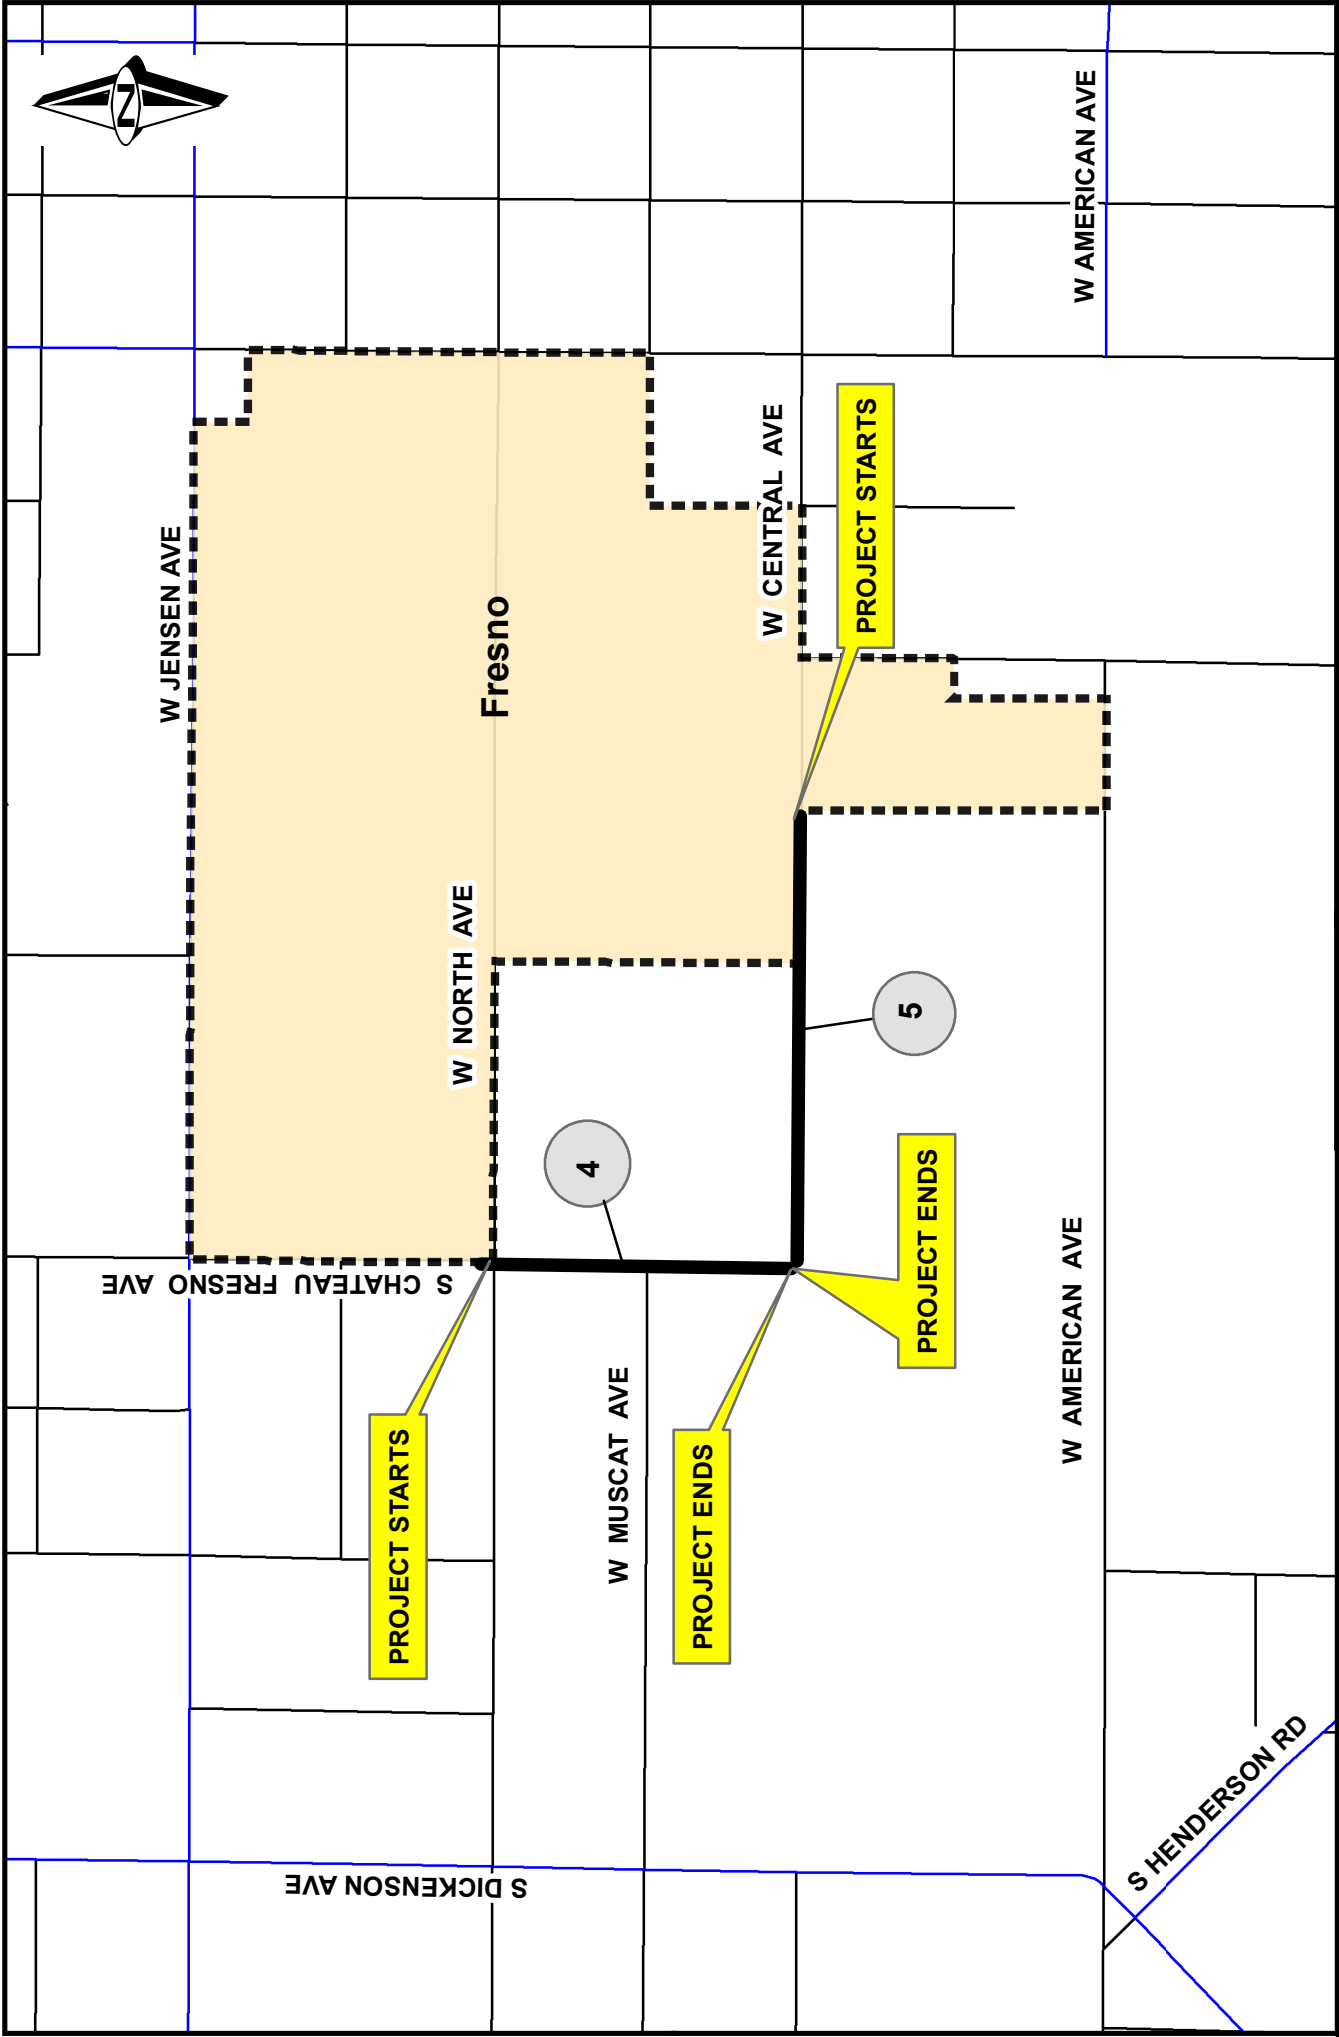 N
W JENSEN AVE
W AMERICAN AVE
Fresno
W CENTRAL AVE
PROJECT STARTS
W NORTH AVE
S CHATEAU FRESNO AVE
4
5
PROJECT STARTS
W MUSCAT AVE
PROJECT ENDS
PROJECT ENDS
W AMERICAN AVE
S DICKENSON AVE
S HENDERSON RD